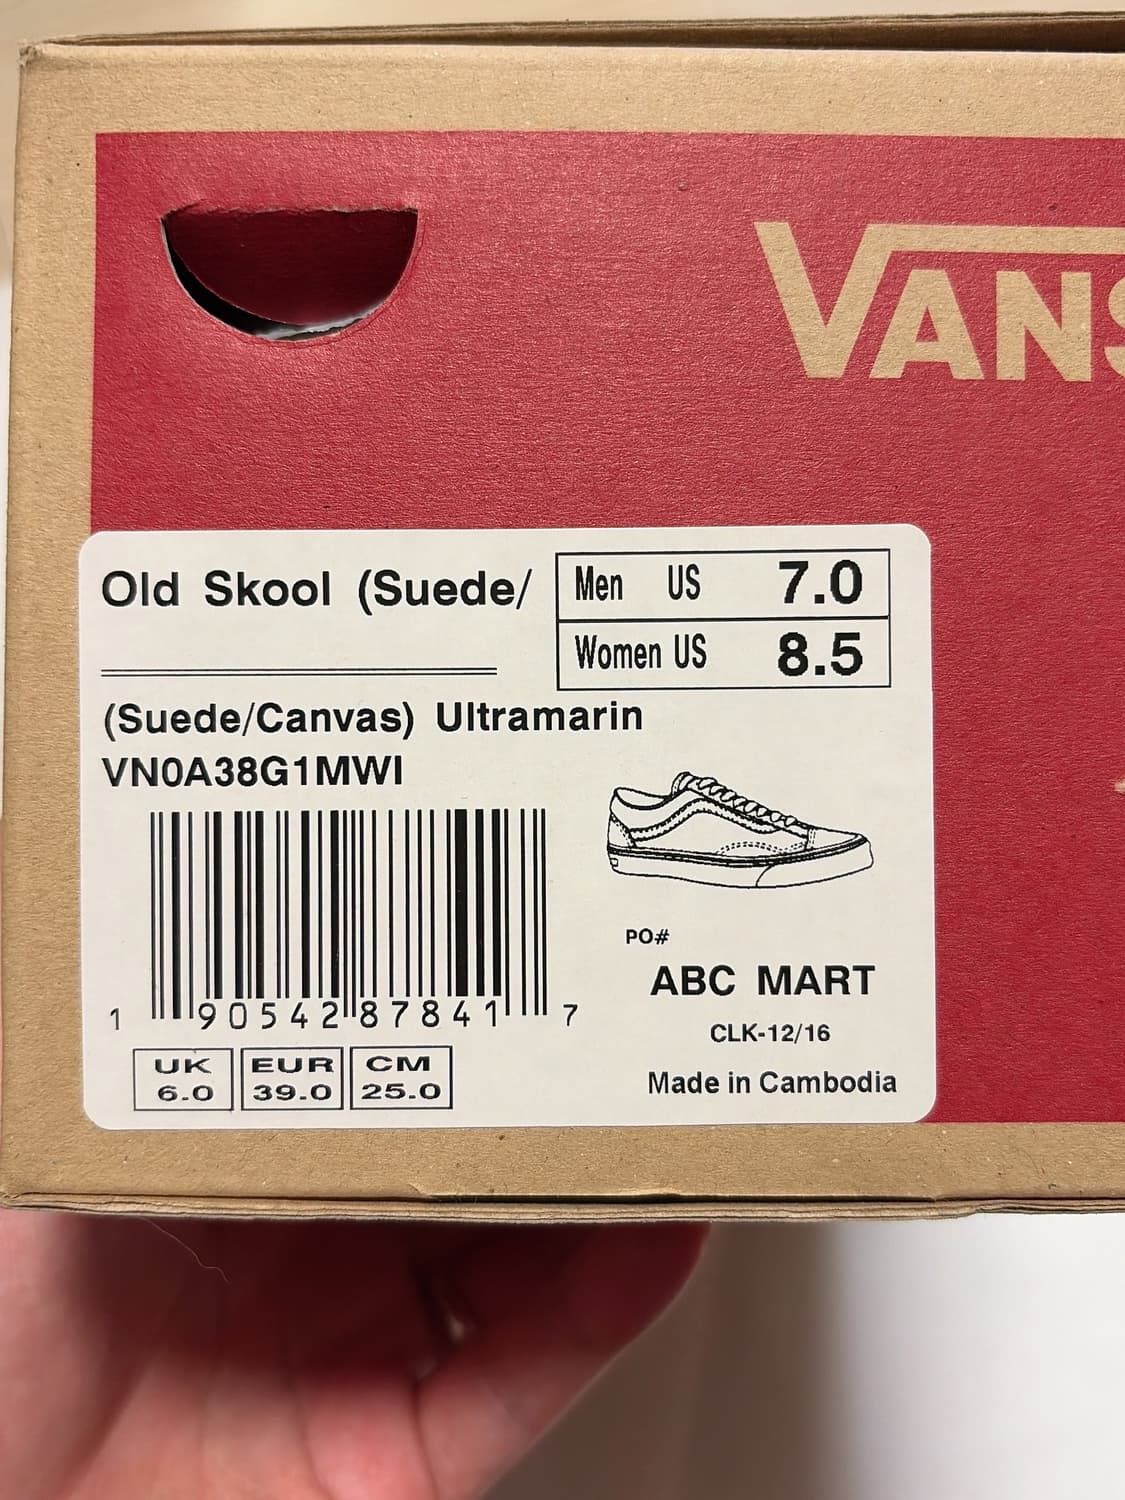 VANS
Old Skool (Suede/
Men US 7.0
Women US 8.5
(Suede/Canvas) Ultramarin
VN0A38G1MWI
1 90542 87841 7
PO#
ABC MART
CLK-12/16
Made in Cambodia
UK
6.0
EUR
39.0
CM
25.0